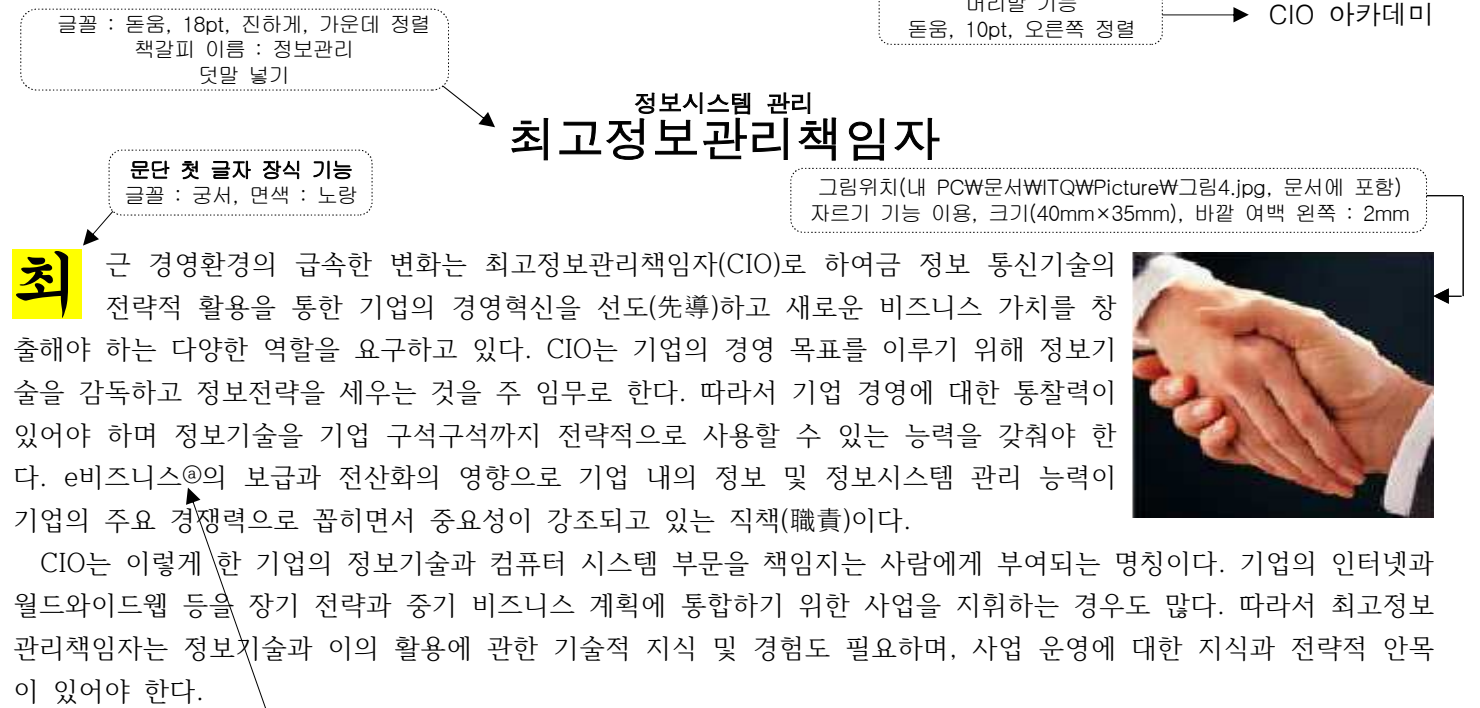 머리말 기능
글꼴 : 돋움, 18pt, 진하게, 가운데 정렬
책갈피 이름 : 정보관리
덧말 넣기
돋움, 10pt, 오른쪽 정렬
CIO 아카데미
정보시스템 관리
최고정보관리책임자
문단 첫 글자 장식 기능
글꼴 : 궁서, 면색 : 노랑
그림위치(내 PC₩문서₩ITQ₩Picture₩그림4.jpg, 문서에 포함)
자르기 기능 이용, 크기(40mm×35mm), 바깥 여백 왼쪽 : 2mm
최근 경영환경의 급속한 변화는 최고정보관리책임자(CIO)로 하여금 정보 통신기술의
전략적 활용을 통한 기업의 경영혁신을 선도(先導)하고 새로운 비즈니스 가치를 창
출해야 하는 다양한 역할을 요구하고 있다. CIO는 기업의 경영 목표를 이루기 위해 정보기
술을 감독하고 정보전략을 세우는 것을 주 임무로 한다. 따라서 기업 경영에 대한 통찰력이
있어야 하며 정보기술을 기업 구석구석까지 전략적으로 사용할 수 있는 능력을 갖춰야 한
다. e비즈니스ⓐ의 보급과 전산화의 영향으로 기업 내의 정보 및 정보시스템 관리 능력이
기업의 주요 경쟁력으로 꼽히면서 중요성이 강조되고 있는 직책(職責)이다.
CIO는 이렇게 한 기업의 정보기술과 컴퓨터 시스템 부문을 책임지는 사람에게 부여되는 명칭이다. 기업의 인터넷과
월드와이드웹 등을 장기 전략과 중기 비즈니스 계획에 통합하기 위한 사업을 지휘하는 경우도 많다. 따라서 최고정보
관리책임자는 정보기술과 이의 활용에 관한 기술적 지식 및 경험도 필요하며, 사업 운영에 대한 지식과 전략적 안목
이 있어야 한다.